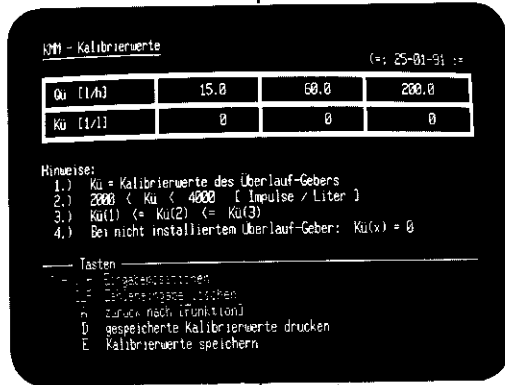 KMM - Kalibrierwerte
(=; 25-01-91 :=
Qü [l/h] 15.0 60.0 200.0
Kü [1/l] 0 0 0
Hinweise:
1.) Kü = Kalibrierwerte des Überlauf-Gebers
2.) 2000 < Kü < 4000 [ Impulse / Liter ]
3.) Kü(1) <= Kü(2) <= Kü(3)
4.) Bei nicht installiertem Überlauf-Geber: Kü(x) = 0
Tasten
Eingabepositionen
Zahleneingabe löschen
A zurück nach [Funktion]
D gespeicherte Kalibrierwerte drucken
E Kalibrierwerte speichern